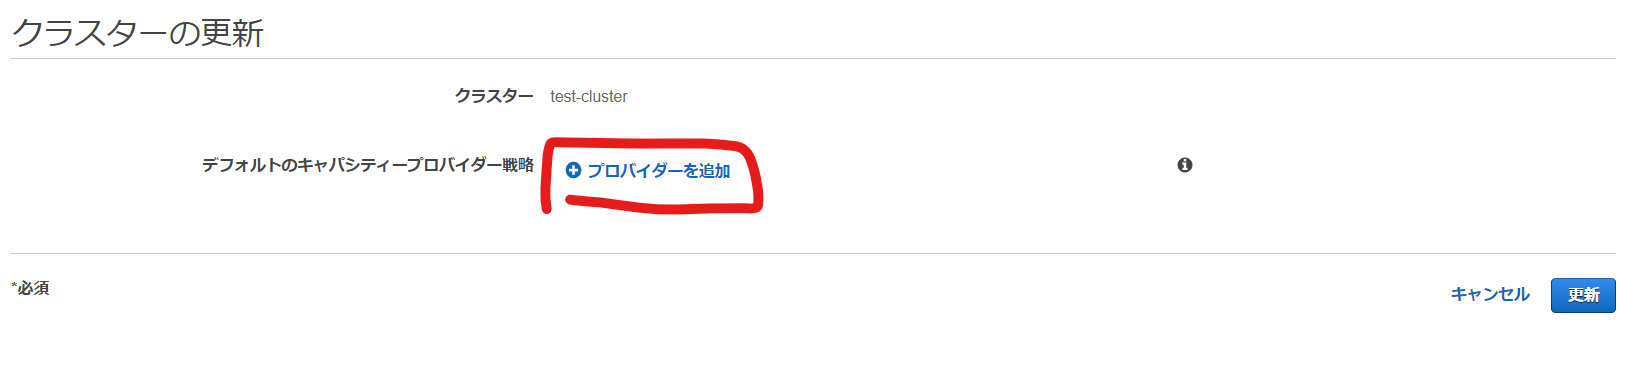 クラスターの更新
クラスター test-cluster
デフォルトのキャパシティープロバイダー戦略 プロバイダーを追加
*必須
キャンセル 更新